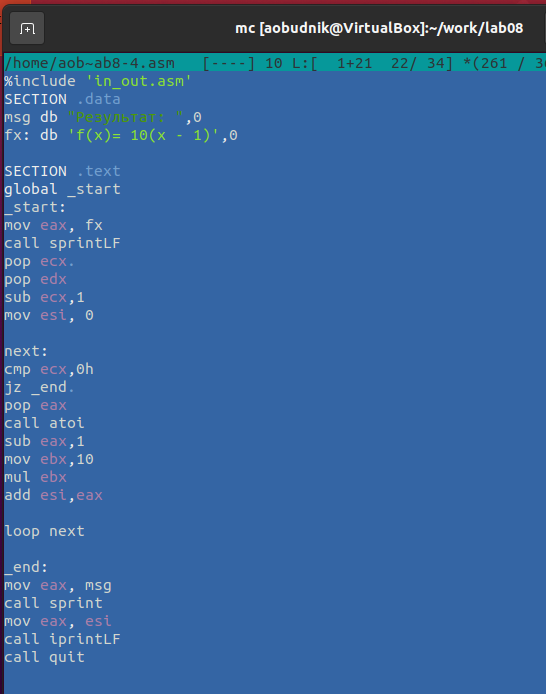 mc [aobudnik@VirtualBox]:~/work/lab08
/home/aob~ab8-4.asm   [----] 10 L:[  1+21  22/ 34] *(261 / 3
%include 'in_out.asm'
SECTION .data
msg db "Результат: ",0
fx: db 'f(x)= 10(x - 1)',0

SECTION .text
global _start
_start:
mov eax, fx
call sprintLF
pop ecx.
pop edx
sub ecx,1
mov esi, 0

next:
cmp ecx,0h
jz _end.
pop eax
call atoi
sub eax,1
mov ebx,10
mul ebx
add esi,eax

loop next

_end:
mov eax, msg
call sprint
mov eax, esi
call iprintLF
call quit